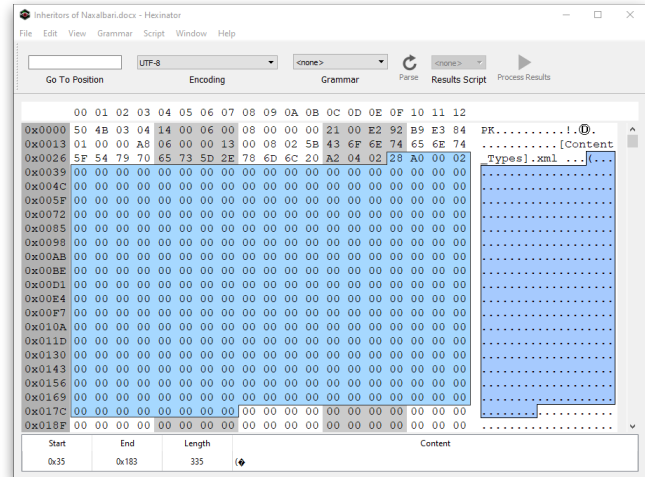 Inheritors of Naxalbari.docx - Hexinator
File Edit View Grammar Script Window Help
UTF-8 <none> <none>
Go To Position Encoding Grammar Parse Results Script Process Results
00 01 02 03 04 05 06 07 08 09 0A 0B 0C 0D 0E 0F 10 11 12
0x0000 50 4B 03 04 14 00 06 00 08 00 00 00 21 00 E2 92 B9 E3 84 PK..........!.Ⓓ.
0x0013 01 00 00 A8 06 00 00 13 00 08 02 5B 43 6F 6E 74 65 6E 74 ...........[Content
0x0026 5F 54 79 70 65 73 5D 2E 78 6D 6C 20 A2 04 02 28 A0 00 02 _Types].xml ...(...
0x0039 00 00 00 00 00 00 00 00 00 00 00 00 00 00 00 00 00 00 00 ...................
0x004C 00 00 00 00 00 00 00 00 00 00 00 00 00 00 00 00 00 00 00 ...................
0x005F 00 00 00 00 00 00 00 00 00 00 00 00 00 00 00 00 00 00 00 ...................
0x0072 00 00 00 00 00 00 00 00 00 00 00 00 00 00 00 00 00 00 00 ...................
0x0085 00 00 00 00 00 00 00 00 00 00 00 00 00 00 00 00 00 00 00 ...................
0x0098 00 00 00 00 00 00 00 00 00 00 00 00 00 00 00 00 00 00 00 ...................
0x00AB 00 00 00 00 00 00 00 00 00 00 00 00 00 00 00 00 00 00 00 ...................
0x00BE 00 00 00 00 00 00 00 00 00 00 00 00 00 00 00 00 00 00 00 ...................
0x00D1 00 00 00 00 00 00 00 00 00 00 00 00 00 00 00 00 00 00 00 ...................
0x00E4 00 00 00 00 00 00 00 00 00 00 00 00 00 00 00 00 00 00 00 ...................
0x00F7 00 00 00 00 00 00 00 00 00 00 00 00 00 00 00 00 00 00 00 ...................
0x010A 00 00 00 00 00 00 00 00 00 00 00 00 00 00 00 00 00 00 00 ...................
0x011D 00 00 00 00 00 00 00 00 00 00 00 00 00 00 00 00 00 00 00 ...................
0x0130 00 00 00 00 00 00 00 00 00 00 00 00 00 00 00 00 00 00 00 ...................
0x0143 00 00 00 00 00 00 00 00 00 00 00 00 00 00 00 00 00 00 00 ...................
0x0156 00 00 00 00 00 00 00 00 00 00 00 00 00 00 00 00 00 00 00 ...................
0x0169 00 00 00 00 00 00 00 00 00 00 00 00 00 00 00 00 00 00 00 ...................
0x017C 00 00 00 00 00 00 00 00 00 00 00 00 00 00 00 00 00 00 00 ...................
0x018F 00 00 00 00 00 00 00 00 00 00 00 00 00 00 00 00 00 00 00 ...................
Start End Length Content
0x35 0x183 335 (�